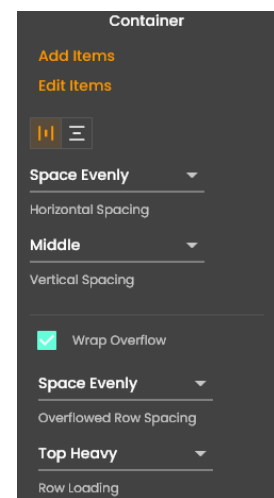 Container
Add Items
Edit Items
Space Evenly
Horizontal Spacing
Middle
Vertical Spacing
Wrap Overflow
Space Evenly
Overflowed Row Spacing
Top Heavy
Row Loading